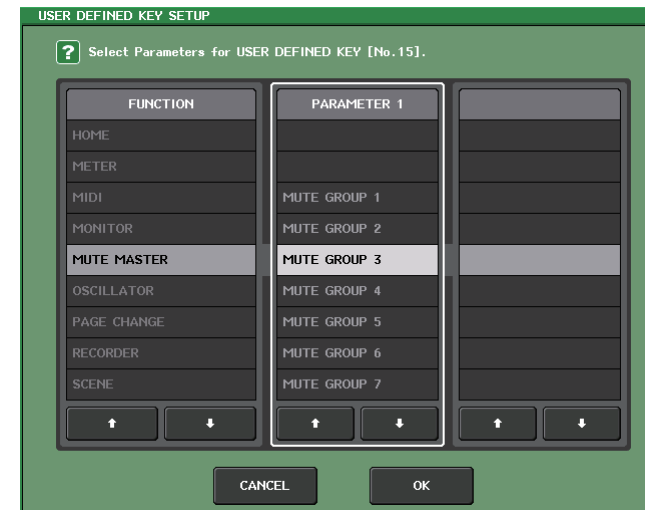 USER DEFINED KEY SETUP
? Select Parameters for USER DEFINED KEY [No.15].
FUNCTION
HOME
METER
MIDI
MONITOR
MUTE MASTER
OSCILLATOR
PAGE CHANGE
RECORDER
SCENE
PARAMETER 1
MUTE GROUP 1
MUTE GROUP 2
MUTE GROUP 3
MUTE GROUP 4
MUTE GROUP 5
MUTE GROUP 6
MUTE GROUP 7
CANCEL
OK